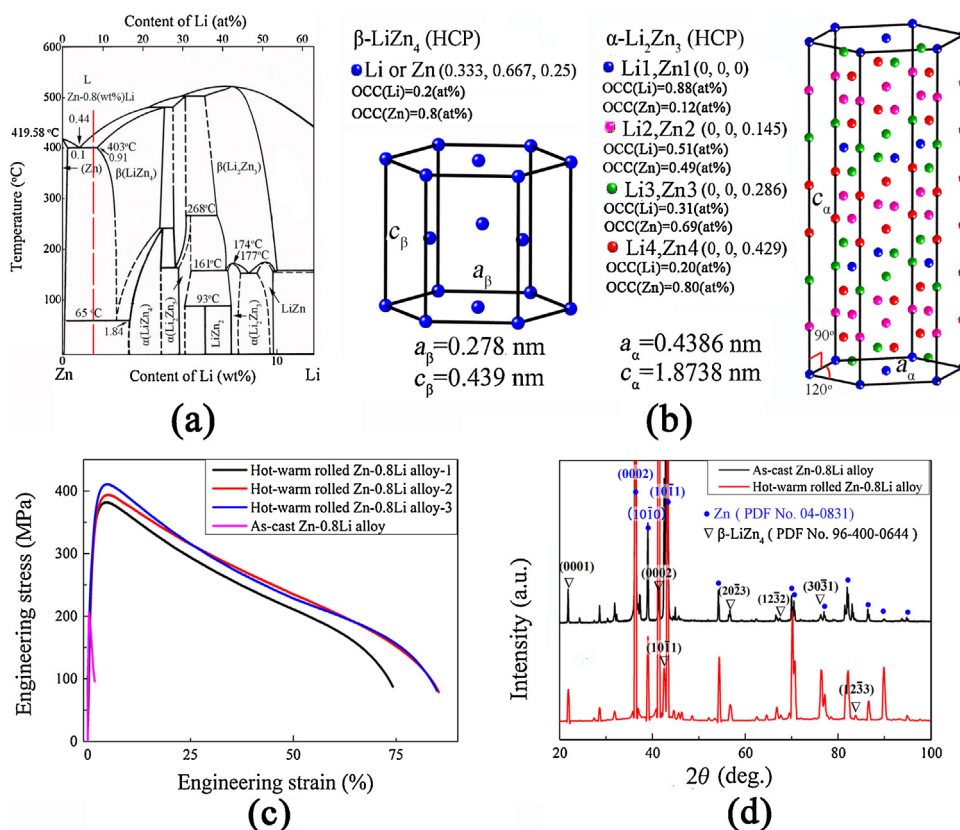 Content of Li (at%)
0 10 20 30 40 50 60
600
500
400
300
200
100
Temperature (°C)
L
Zn-0.8(wt%)Li
0.44
419.58 °C
403°C
0.1
0.91
(Zn)
β(LiZn₄)
β(Li₂Zn₃)
268°C
174°C
177°C
161°C
93°C
65 °C
1.84
α(LiZn₄)
LiZn₂
α(Li₂Zn₃)
LiZn
0 10
Zn
Content of Li (wt%)
Li
(a)
β-LiZn₄ (HCP)
Li or Zn (0.333, 0.667, 0.25)
OCC(Li)=0.2(at%)
OCC(Zn)=0.8(at%)
cβ
aβ
aβ=0.278 nm
cβ=0.439 nm
α-Li₂Zn₃ (HCP)
Li1,Zn1 (0, 0, 0)
OCC(Li)=0.88(at%)
OCC(Zn)=0.12(at%)
Li2,Zn2 (0, 0, 0.145)
OCC(Li)=0.51(at%)
OCC(Zn)=0.49(at%)
Li3,Zn3 (0, 0, 0.286)
OCC(Li)=0.31(at%)
OCC(Zn)=0.69(at%)
Li4,Zn4 (0, 0, 0.429)
OCC(Li)=0.20(at%)
OCC(Zn)=0.80(at%)
aα=0.4386 nm
cα=1.8738 nm
cα
90°
120°
aα
(b)
Hot-warm rolled Zn-0.8Li alloy-1
Hot-warm rolled Zn-0.8Li alloy-2
Hot-warm rolled Zn-0.8Li alloy-3
As-cast Zn-0.8Li alloy
400
300
200
100
0
Engineering stress (MPa)
0 25 50 75
Engineering strain (%)
(c)
As-cast Zn-0.8Li alloy
Hot-warm rolled Zn-0.8Li alloy
Zn ( PDF No. 04-0831)
β-LiZn₄ ( PDF No. 96-400-0644 )
(0002)
(101̅1)
(101̅0)
(0001)
(0002)
(202̅3)
(123̅2)
(303̅1)
(101̅1)
(123̅3)
Intensity (a.u.)
20 40 60 80 100
2θ (deg.)
(d)